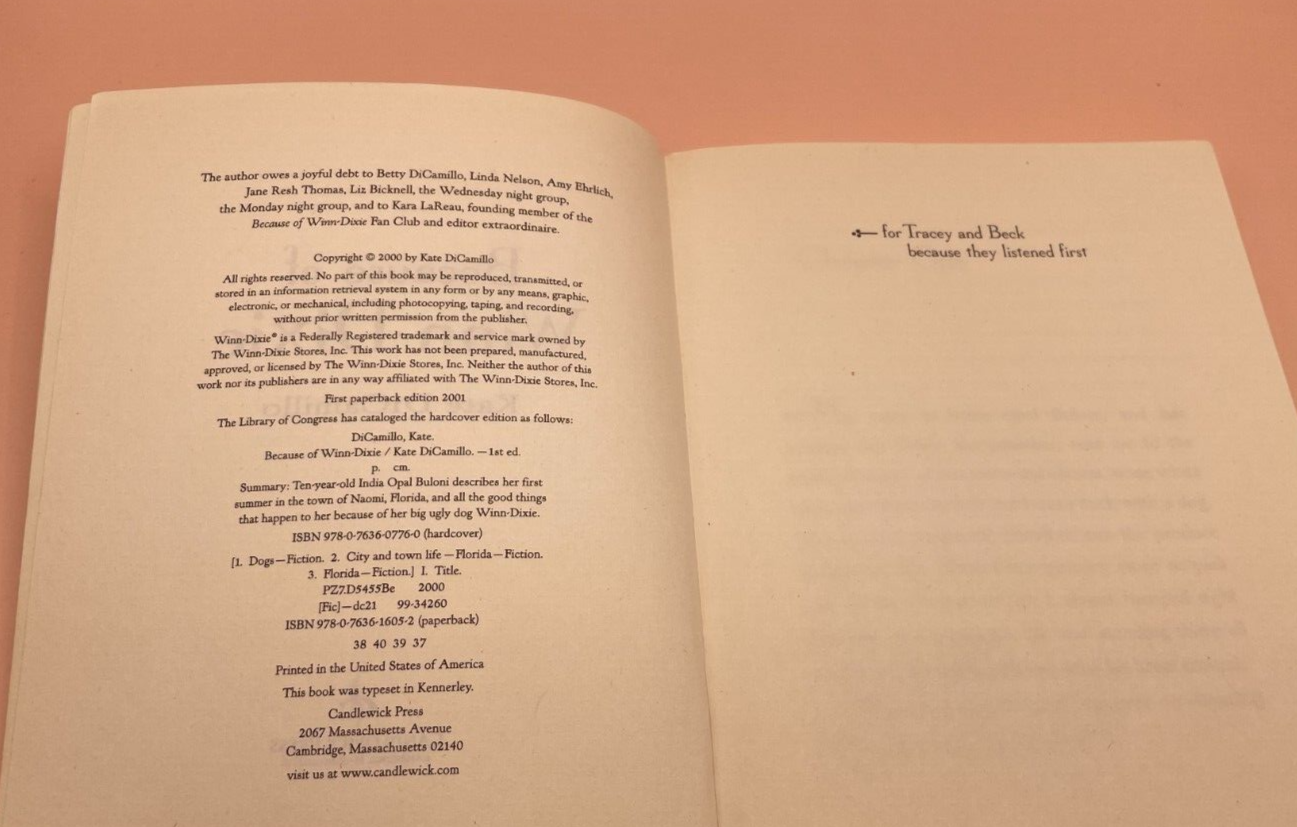 The author owes a joyful debt to Betty DiCamillo, Linda Nelson, Amy Ehrlich,
Jane Resh Thomas, Liz Bicknell, the Wednesday night group,
the Monday night group, and to Kara LaReau, founding member of the
Because of Winn-Dixie Fan Club and editor extraordinaire.
Copyright © 2000 by Kate DiCamillo
All rights reserved. No part of this book may be reproduced, transmitted, or
stored in an information retrieval system in any form or by any means, graphic,
electronic, or mechanical, including photocopying, taping, and recording,
without prior written permission from the publisher.
Winn-Dixie® is a Federally Registered trademark and service mark owned by
The Winn-Dixie Stores, Inc. This work has not been prepared, manufactured,
approved, or licensed by The Winn-Dixie Stores, Inc. Neither the author of this
work nor its publishers are in any way affiliated with The Winn-Dixie Stores, Inc.
First paperback edition 2001
The Library of Congress has cataloged the hardcover edition as follows:
DiCamillo, Kate.
Because of Winn-Dixie / Kate DiCamillo. — 1st ed.
p. cm.
Summary: Ten-year-old India Opal Buloni describes her first
summer in the town of Naomi, Florida, and all the good things
that happen to her because of her big ugly dog Winn-Dixie.
ISBN 978-0-7636-0776-0 (hardcover)
[1. Dogs—Fiction. 2. City and town life—Florida—Fiction.
3. Florida—Fiction.] I. Title.
PZ7.D5455Be 2000
[Fic]—dc21 99-34260
ISBN 978-0-7636-1605-2 (paperback)
38 40 39 37
Printed in the United States of America
This book was typeset in Kennerley.
Candlewick Press
2067 Massachusetts Avenue
Cambridge, Massachusetts 02140
visit us at www.candlewick.com
for Tracey and Beck
because they listened first